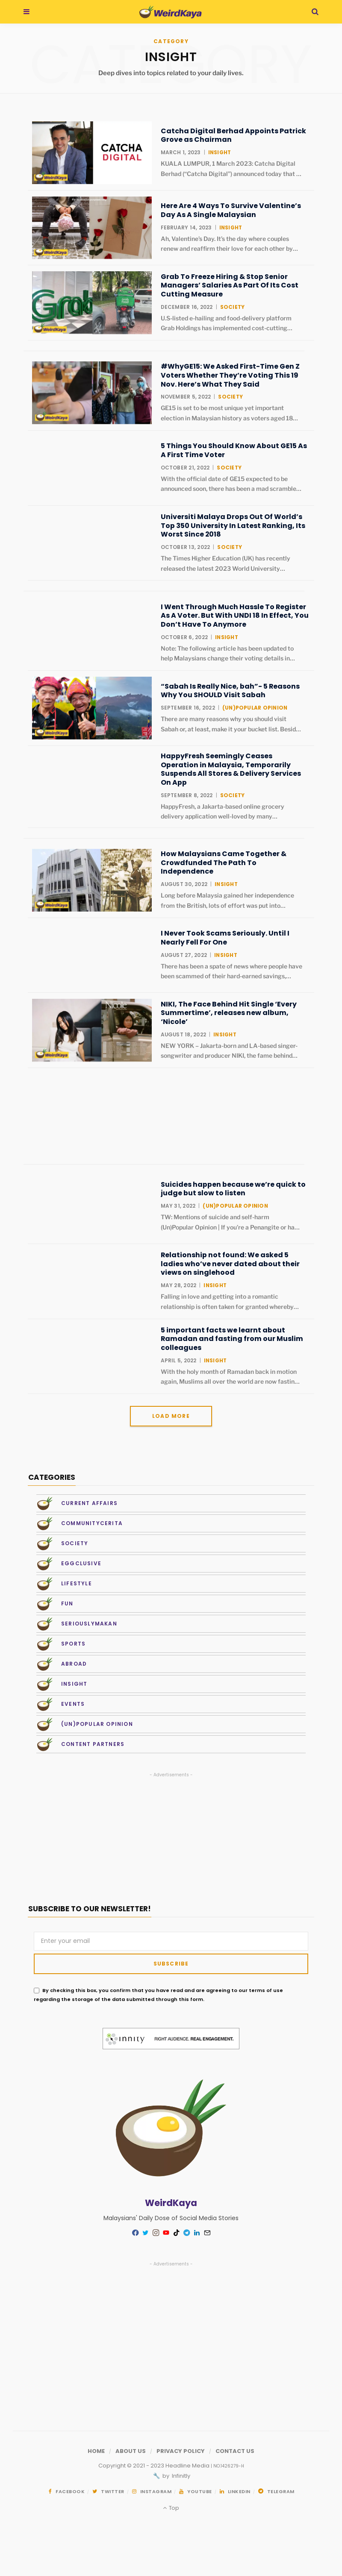 WeirdKaya
CATEGORY
INSIGHT
Deep dives into topics related to your daily lives.
CATCHA
DIGITAL
WeirdKaya
Catcha Digital Berhad Appoints Patrick
Grove as Chairman
MARCH 1, 2023 | INSIGHT
KUALA LUMPUR, 1 March 2023: Catcha Digital
Berhad (“Catcha Digital”) announced today that ...
WeirdKaya
Here Are 4 Ways To Survive Valentine’s
Day As A Single Malaysian
FEBRUARY 14, 2023 | INSIGHT
Ah, Valentine’s Day. It’s the day where couples
renew and reaffirm their love for each other by...
Grab
WeirdKaya
Grab To Freeze Hiring & Stop Senior
Managers’ Salaries As Part Of Its Cost
Cutting Measure
DECEMBER 16, 2022 | SOCIETY
U.S-listed e-hailing and food-delivery platform
Grab Holdings has implemented cost-cutting...
WeirdKaya
#WhyGE15: We Asked First-Time Gen Z
Voters Whether They’re Voting This 19
Nov. Here’s What They Said
NOVEMBER 5, 2022 | SOCIETY
GE15 is set to be most unique yet important
election in Malaysian history as voters aged 18...
5 Things You Should Know About GE15 As
A First Time Voter
OCTOBER 21, 2022 | SOCIETY
With the official date of GE15 expected to be
announced soon, there has been a mad scramble...
Universiti Malaya Drops Out Of World’s
Top 350 University In Latest Ranking, Its
Worst Since 2018
OCTOBER 13, 2022 | SOCIETY
The Times Higher Education (UK) has recently
released the latest 2023 World University...
I Went Through Much Hassle To Register
As A Voter. But With UNDI 18 In Effect, You
Don’t Have To Anymore
OCTOBER 6, 2022 | INSIGHT
Note: The following article has been updated to
help Malaysians change their voting details in...
WeirdKaya
“Sabah Is Really Nice, bah”- 5 Reasons
Why You SHOULD Visit Sabah
SEPTEMBER 16, 2022 | (UN)POPULAR OPINION
There are many reasons why you should visit
Sabah or, at least, make it your bucket list. Besid...
HappyFresh Seemingly Ceases
Operation in Malaysia, Temporarily
Suspends All Stores & Delivery Services
On App
SEPTEMBER 8, 2022 | SOCIETY
HappyFresh, a Jakarta-based online grocery
delivery application well-loved by many...
WeirdKaya
How Malaysians Came Together &
Crowdfunded The Path To
Independence
AUGUST 30, 2022 | INSIGHT
Long before Malaysia gained her independence
from the British, lots of effort was put into...
I Never Took Scams Seriously. Until I
Nearly Fell For One
AUGUST 27, 2022 | INSIGHT
There has been a spate of news where people have
been scammed of their hard-earned savings,...
WeirdKaya
NIKI, The Face Behind Hit Single ‘Every
Summertime’, releases new album,
‘Nicole’
AUGUST 18, 2022 | INSIGHT
NEW YORK – Jakarta-born and LA-based singer-
songwriter and producer NIKI, the fame behind...
Suicides happen because we’re quick to
judge but slow to listen
MAY 31, 2022 | (UN)POPULAR OPINION
TW: Mentions of suicide and self-harm
(Un)Popular Opinion | If you’re a Penangite or ha...
Relationship not found: We asked 5
ladies who’ve never dated about their
views on singlehood
MAY 28, 2022 | INSIGHT
Falling in love and getting into a romantic
relationship is often taken for granted whereby...
5 important facts we learnt about
Ramadan and fasting from our Muslim
colleagues
APRIL 5, 2022 | INSIGHT
With the holy month of Ramadan back in motion
again, Muslims all over the world are now fastin...
LOAD MORE
CATEGORIES
CURRENT AFFAIRS
COMMUNITYCERITA
SOCIETY
EGGCLUSIVE
LIFESTYLE
FUN
SERIOUSLYMAKAN
SPORTS
ABROAD
INSIGHT
EVENTS
(UN)POPULAR OPINION
CONTENT PARTNERS
- Advertisements -
SUBSCRIBE TO OUR NEWSLETTER!
Enter your email
SUBSCRIBE
By checking this box, you confirm that you have read and are agreeing to our terms of use
regarding the storage of the data submitted through this form.
innity RIGHT AUDIENCE. REAL ENGAGEMENT.
WeirdKaya
Malaysians' Daily Dose of Social Media Stories
- Advertisements -
HOME / ABOUT US / PRIVACY POLICY / CONTACT US
by Infinity
FACEBOOK TWITTER INSTAGRAM YOUTUBE LINKEDIN TELEGRAM
Top